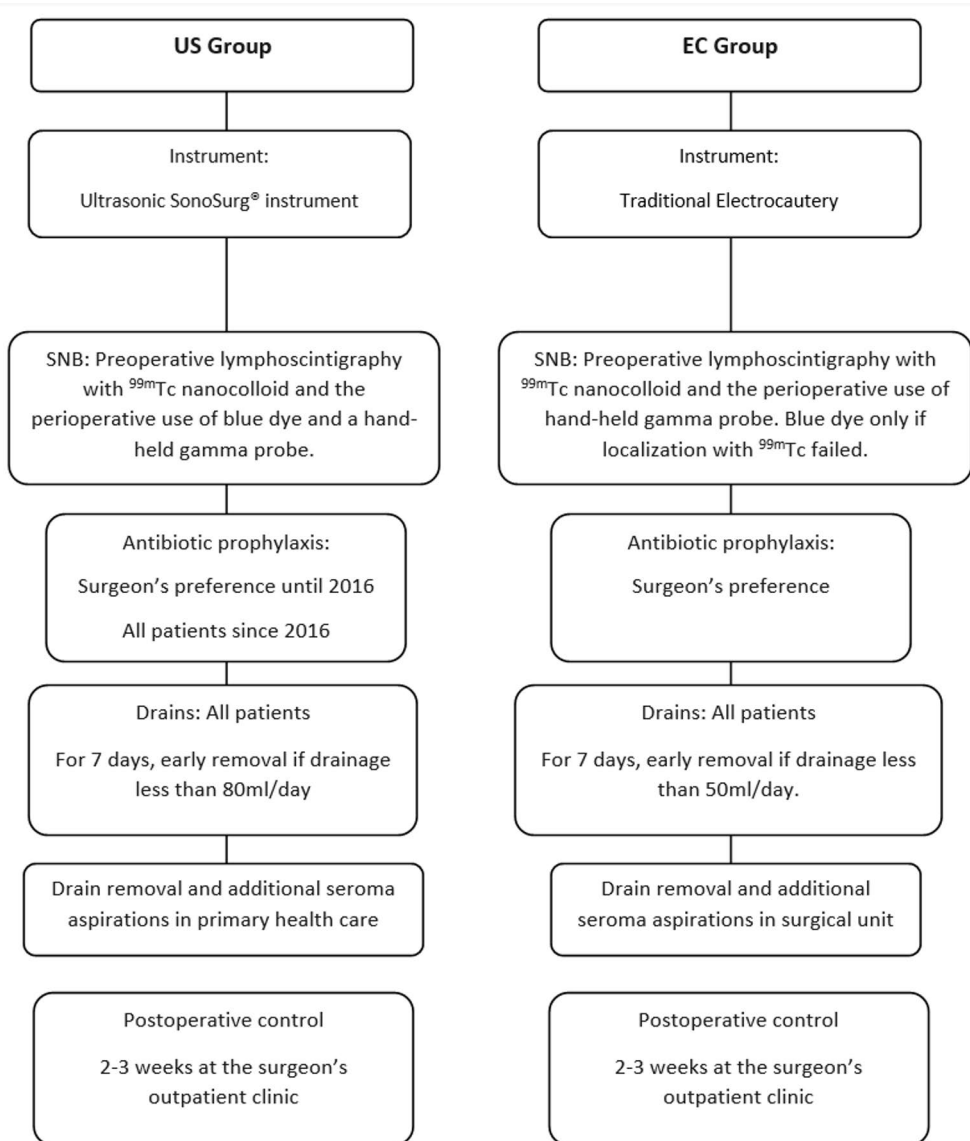 US Group
Instrument:
Ultrasonic SonoSurg® instrument
SNB: Preoperative lymphoscintigraphy
with ⁹⁹ᵐTc nanocolloid and the
perioperative use of blue dye and a hand-
held gamma probe.
Antibiotic prophylaxis:
Surgeon’s preference until 2016
All patients since 2016
Drains: All patients
For 7 days, early removal if drainage
less than 80ml/day
Drain removal and additional seroma
aspirations in primary health care
Postoperative control
2-3 weeks at the surgeon’s
outpatient clinic
EC Group
Instrument:
Traditional Electrocautery
SNB: Preoperative lymphoscintigraphy with
⁹⁹ᵐTc nanocolloid and the perioperative use of
hand-held gamma probe. Blue dye only if
localization with ⁹⁹ᵐTc failed.
Antibiotic prophylaxis:
Surgeon’s preference
Drains: All patients
For 7 days, early removal if drainage less
than 50ml/day.
Drain removal and additional
seroma aspirations in surgical unit
Postoperative control
2-3 weeks at the surgeon’s
outpatient clinic